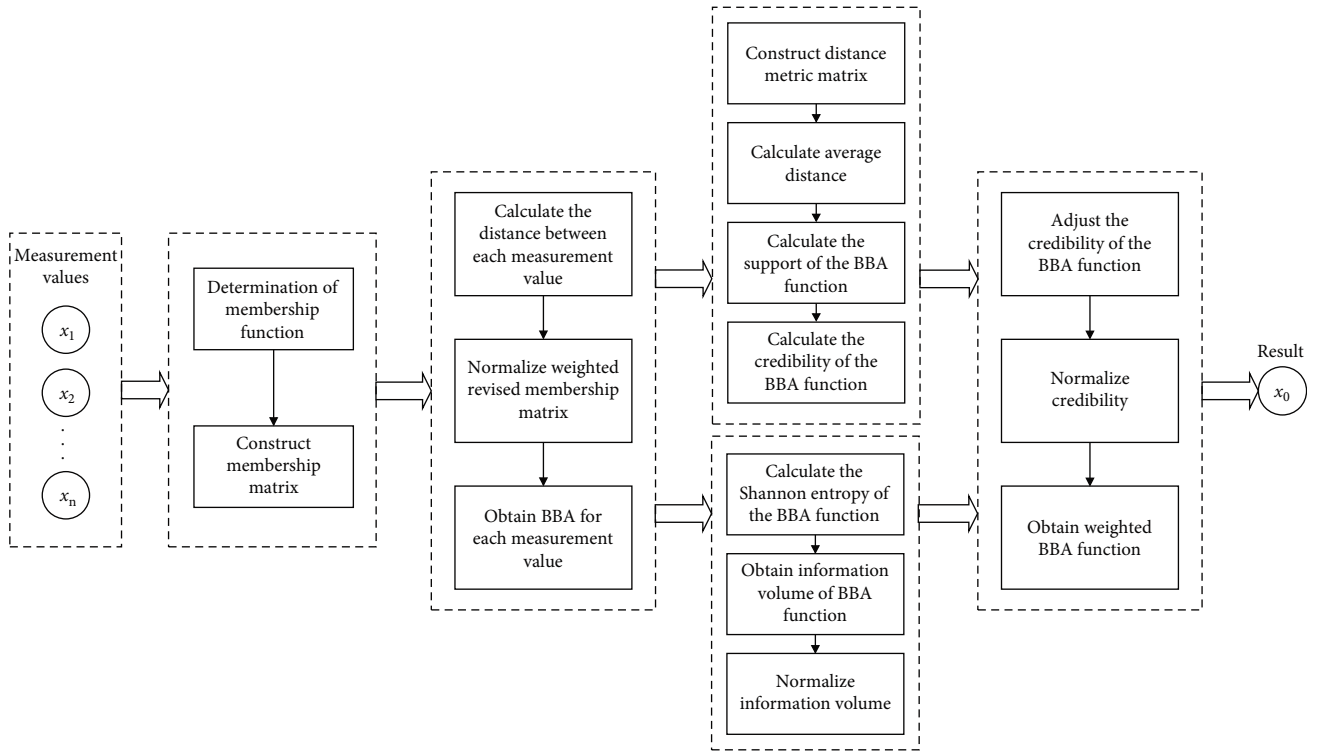 Measurement
values
x1
x2
.
.
.
.
xn
Determination of
membership
function
Construct
membership
matrix
Calculate the
distance between
each measurement
value
Normalize weighted
revised membership
matrix
Obtain BBA for
each measurement
value
Construct distance
metric matrix
Calculate average
distance
Calculate the
support of the BBA
function
Calculate the
credibility of the
BBA function
Calculate the
Shannon entropy of
the BBA function
Obtain information
volume of BBA
function
Normalize
information volume
Adjust the
credibility of the
BBA function
Normalize
credibility
Obtain weighted
BBA function
Result
x0